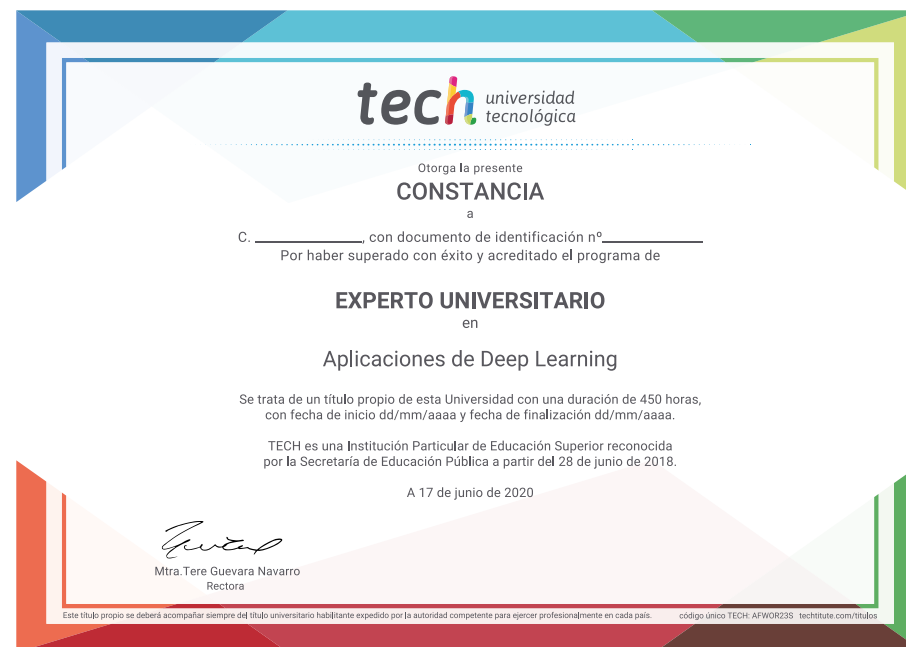 tech universidad
tecnológica
Otorga la presente
CONSTANCIA
a
C. ____________, con documento de identificación nº____________
Por haber superado con éxito y acreditado el programa de
EXPERTO UNIVERSITARIO
en
Aplicaciones de Deep Learning
Se trata de un título propio de esta Universidad con una duración de 450 horas,
con fecha de inicio dd/mm/aaaa y fecha de finalización dd/mm/aaaa.
TECH es una Institución Particular de Educación Superior reconocida
por la Secretaría de Educación Pública a partir del 28 de junio de 2018.
A 17 de junio de 2020
Mtra.Tere Guevara Navarro
Rectora
Este título propio se deberá acompañar siempre del título universitario habilitante expedido por la autoridad competente para ejercer profesionalmente en cada país. código único TECH: AFWOR23S techtitute.com/titulos